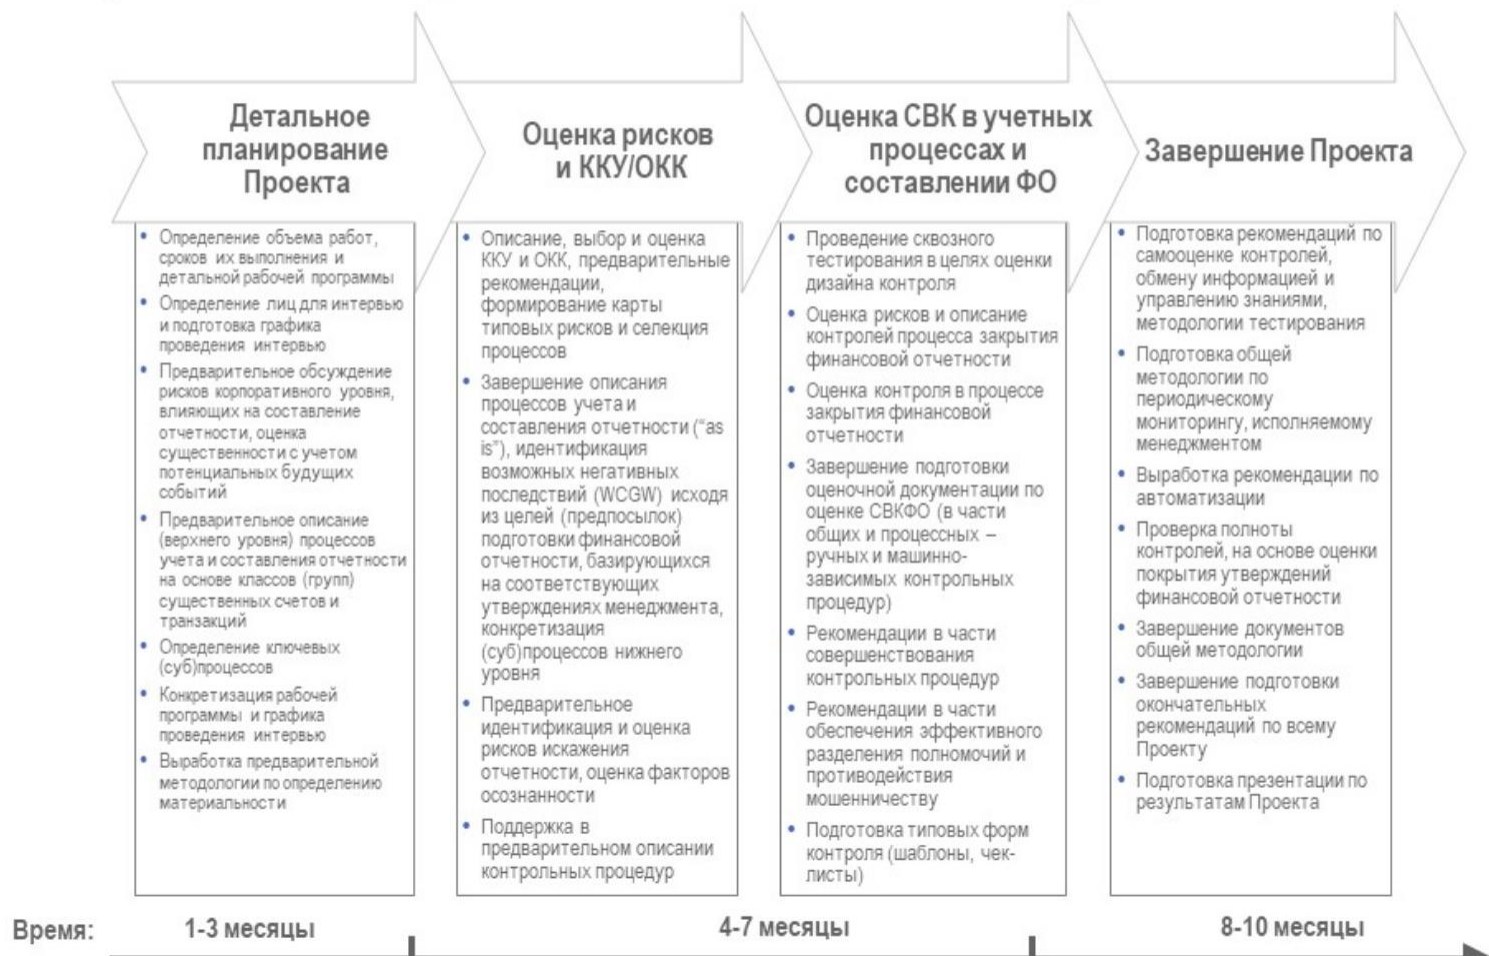 Детальное
планирование
Проекта
• Определение объема работ,
сроков их выполнения и
детальной рабочей программы
• Определение лиц для интервью
и подготовка графика
проведения интервью
• Предварительное обсуждение
рисков корпоративного уровня,
влияющих на составление
отчетности, оценка
существенности с учетом
потенциальных будущих
событий
• Предварительное описание
(верхнего уровня) процессов
учета и составления отчетности
на основе классов (групп)
существенных счетов и
транзакций
• Определение ключевых
(суб)процессов
• Конкретизация рабочей
программы и графика
проведения интервью
• Выработка предварительной
методологии по определению
материальности
Оценка рисков
и ККУ/ОКК
• Описание, выбор и оценка
ККУ и ОКК, предварительные
рекомендации,
формирование карты
типовых рисков и селекция
процессов
• Завершение описания
процессов учета и
составления отчетности (“as
is”), идентификация
возможных негативных
последствий (WCGW) исходя
из целей (предпосылок)
подготовки финансовой
отчетности, базирующихся
на соответствующих
утверждениях менеджмента,
конкретизация
(суб)процессов нижнего
уровня
• Предварительное
идентификация и оценка
рисков искажения
отчетности, оценка факторов
осознанности
• Поддержка в
предварительном описании
контрольных процедур
Оценка СВК в учетных
процессах и
составлении ФО
• Проведение сквозного
тестирования в целях оценки
дизайна контроля
• Оценка рисков и описание
контролей процесса закрытия
финансовой отчетности
• Оценка контроля в процессе
закрытия финансовой
отчетности
• Завершение подготовки
оценочной документации по
оценке СВКФО (в части
общих и процессных –
ручных и машинно-
зависимых контрольных
процедур)
• Рекомендации в части
совершенствования
контрольных процедур
• Рекомендации в части
обеспечения эффективного
разделения полномочий и
противодействия
мошенничеству
• Подготовка типовых форм
контроля (шаблоны, чек-
листы)
Завершение Проекта
• Подготовка рекомендаций по
самооценке контролей,
обмену информацией и
управлению знаниями,
методологии тестирования
• Подготовка общей
методологии по
периодическому
мониторингу, исполняемому
менеджментом
• Выработка рекомендации по
автоматизации
• Проверка полноты
контролей, на основе оценки
покрытия утверждений
финансовой отчетности
• Завершение документов
общей методологии
• Завершение подготовки
окончательных
рекомендаций по всему
Проекту
• Подготовка презентации по
результатам Проекта
Время:
1-3 месяцы
4-7 месяцы
8-10 месяцы